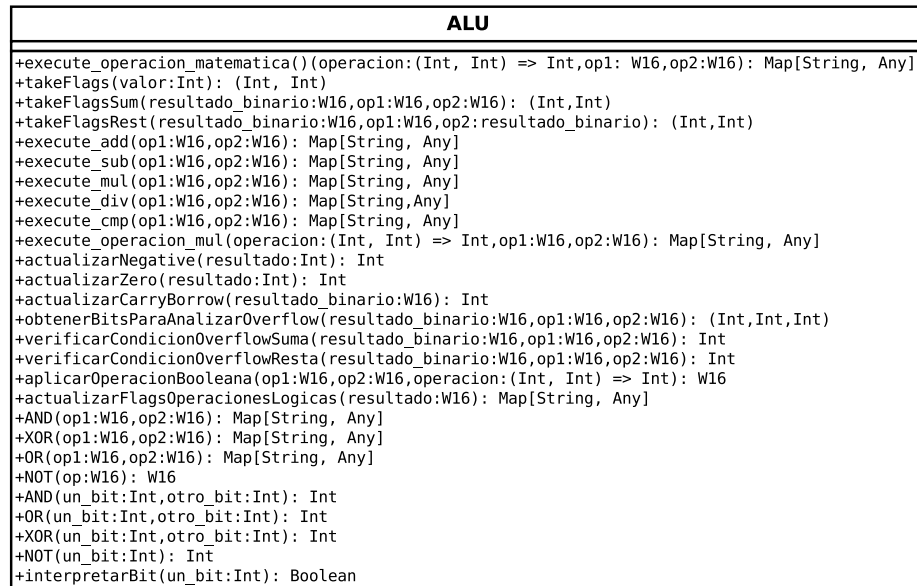 ALU
+execute_operacion_matematica()(operacion:(Int, Int) => Int,op1: W16,op2:W16): Map[String, Any]
+takeFlags(valor:Int): (Int, Int)
+takeFlagsSum(resultado_binario:W16,op1:W16,op2:W16): (Int,Int)
+takeFlagsRest(resultado_binario:W16,op1:W16,op2:resultado_binario): (Int,Int)
+execute_add(op1:W16,op2:W16): Map[String, Any]
+execute_sub(op1:W16,op2:W16): Map[String, Any]
+execute_mul(op1:W16,op2:W16): Map[String, Any]
+execute_div(op1:W16,op2:W16): Map[String,Any]
+execute_cmp(op1:W16,op2:W16): Map[String, Any]
+execute_operacion_mul(operacion:(Int, Int) => Int,op1:W16,op2:W16): Map[String, Any]
+actualizarNegative(resultado:Int): Int
+actualizarZero(resultado:Int): Int
+actualizarCarryBorrow(resultado_binario:W16): Int
+obtenerBitsParaAnalizarOverflow(resultado_binario:W16,op1:W16,op2:W16): (Int,Int,Int)
+verificarCondicionOverflowSuma(resultado_binario:W16,op1:W16,op2:W16): Int
+verificarCondicionOverflowResta(resultado_binario:W16,op1:W16,op2:W16): Int
+aplicarOperacionBooleana(op1:W16,op2:W16,operacion:(Int, Int) => Int): W16
+actualizarFlagsOperacionesLogicas(resultado:W16): Map[String, Any]
+AND(op1:W16,op2:W16): Map[String, Any]
+XOR(op1:W16,op2:W16): Map[String, Any]
+OR(op1:W16,op2:W16): Map[String, Any]
+NOT(op:W16): W16
+AND(un_bit:Int,otro_bit:Int): Int
+OR(un_bit:Int,otro_bit:Int): Int
+XOR(un_bit:Int,otro_bit:Int): Int
+NOT(un_bit:Int): Int
+interpretarBit(un_bit:Int): Boolean